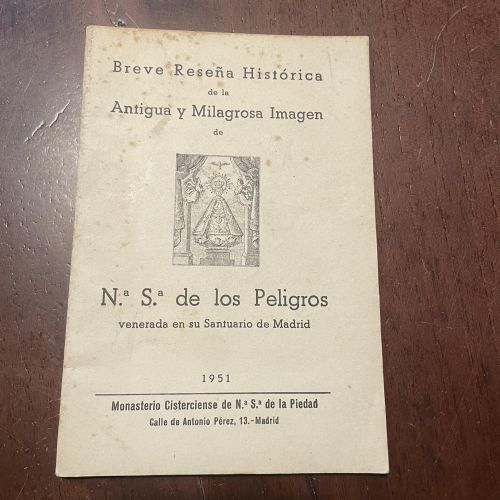 Breve Reseña Histórica
de la
Antigua y Milagrosa Imagen
de
N.ª S.ª de los Peligros
venerada en su Santuario de Madrid
1951
Monasterio Cisterciense de N.ª S.ª de la Piedad
Calle de Antonio Pérez, 13.-Madrid